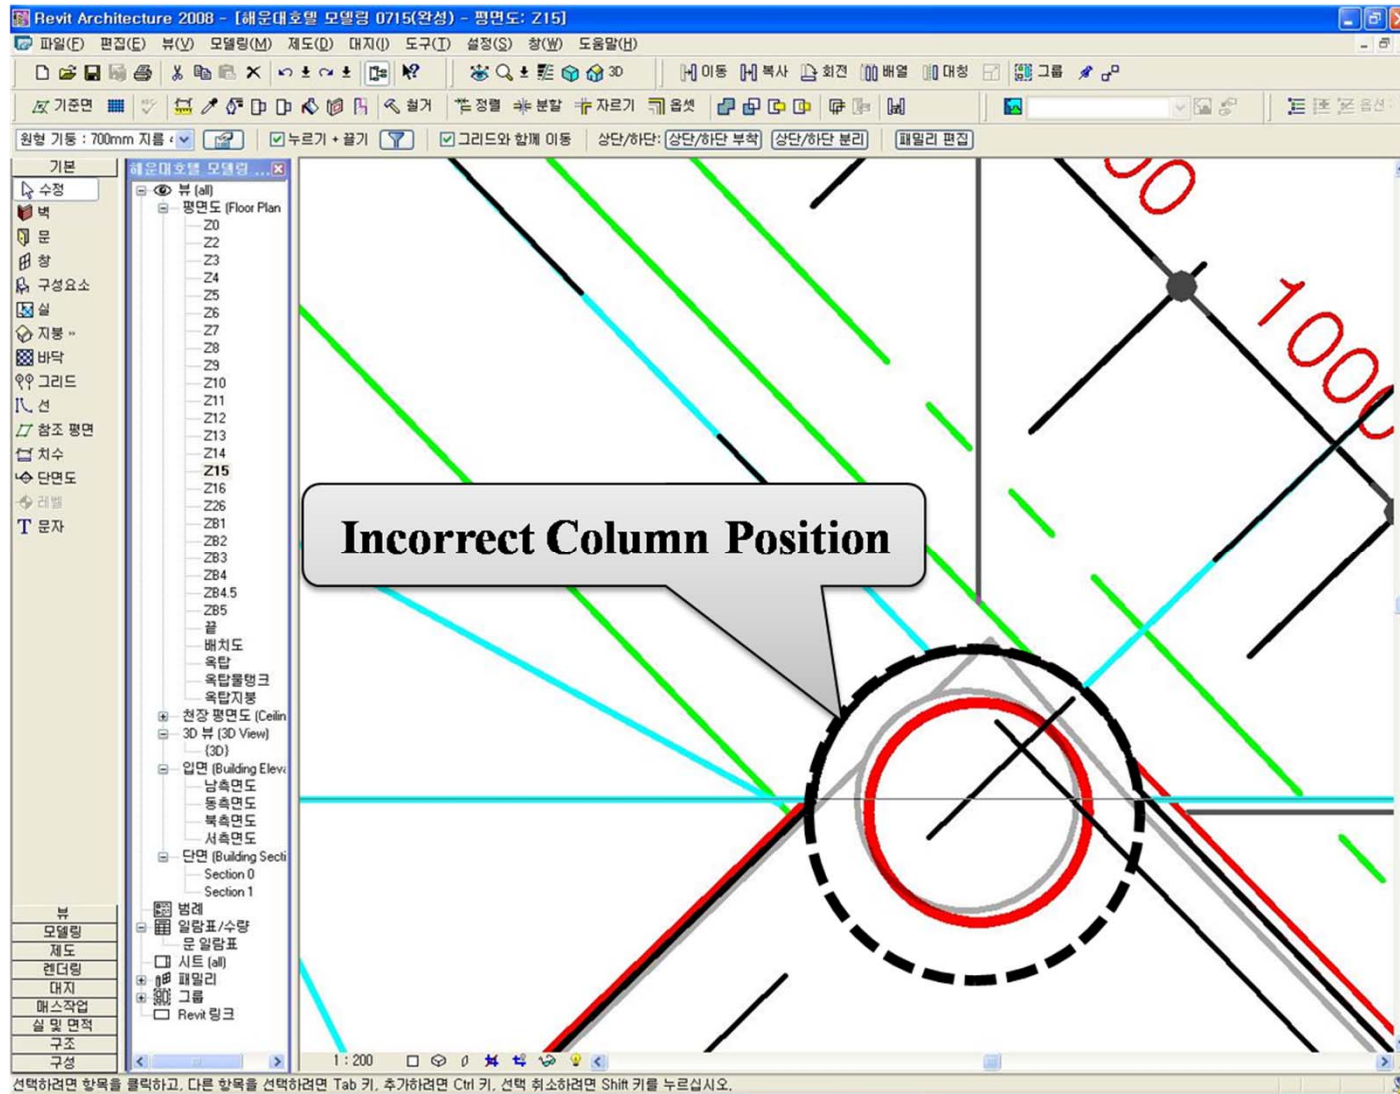 Revit Architecture 2008 - [해운대호텔 모델링 0715(완성) - 평면도: Z15]
파일(F) 편집(E) 뷰(V) 모델링(M) 제도(D) 대지(I) 도구(T) 설정(S) 창(W) 도움말(H)
3D 이동 복사 회전 배열 대칭 그룹
기준면 철거 정렬 분할 자르기 옵셋 옵션
원형 기둥 : 700mm 지름 누르기 + 끌기 그리드와 함께 이동 상단/하단: 상단/하단 부착 상단/하단 분리 패밀리 편집
기본
수정
벽
문
창
구성요소
실
지붕 »
바닥
그리드
선
참조 평면
치수
단면도
레벨
T 문자
뷰
모델링
제도
렌더링
대지
매스작업
실 및 면적
구조
구성
해운대호텔 모델링 ...
뷰 (all)
평면도 (Floor Plan
Z0
Z2
Z3
Z4
Z5
Z6
Z7
Z8
Z9
Z10
Z11
Z12
Z13
Z14
Z15
Z16
Z26
ZB1
ZB2
ZB3
ZB4
ZB4.5
ZB5
끝
배치도
옥탑
옥탑물탱크
옥탑지붕
천장 평면도 (Ceilin
3D 뷰 (3D View)
{3D}
입면 (Building Eleva
남측면도
동측면도
북측면도
서측면도
단면 (Building Secti
Section 0
Section 1
범례
일람표/수량
문 일람표
시트 (all)
패밀리
그룹
Revit 링크
00
1000
Incorrect Column Position
1 : 200
선택하려면 항목을 클릭하고, 다른 항목을 선택하려면 Tab 키, 추가하려면 Ctrl 키, 선택 취소하려면 Shift 키를 누르십시오.